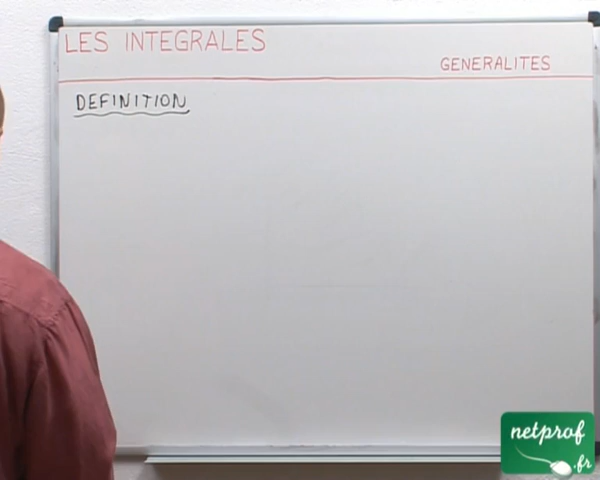 LES INTEGRALES
GENERALITES
DEFINITION
netprof
.fr